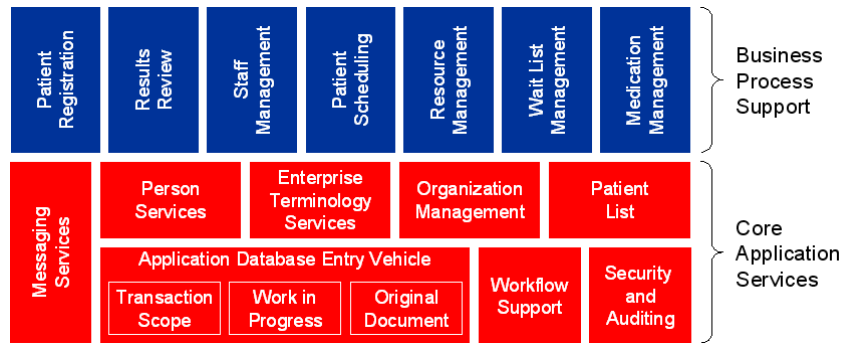 Patient
Registration
Results
Review
Staff
Management
Patient
Scheduling
Resource
Management
Wait List
Management
Medication
Management
Business
Process
Support
Messaging
Services
Person
Services
Enterprise
Terminology
Services
Organization
Management
Patient
List
Core
Application
Services
Application Database Entry Vehicle
Transaction
Scope
Work in
Progress
Original
Document
Workflow
Support
Security
and
Auditing